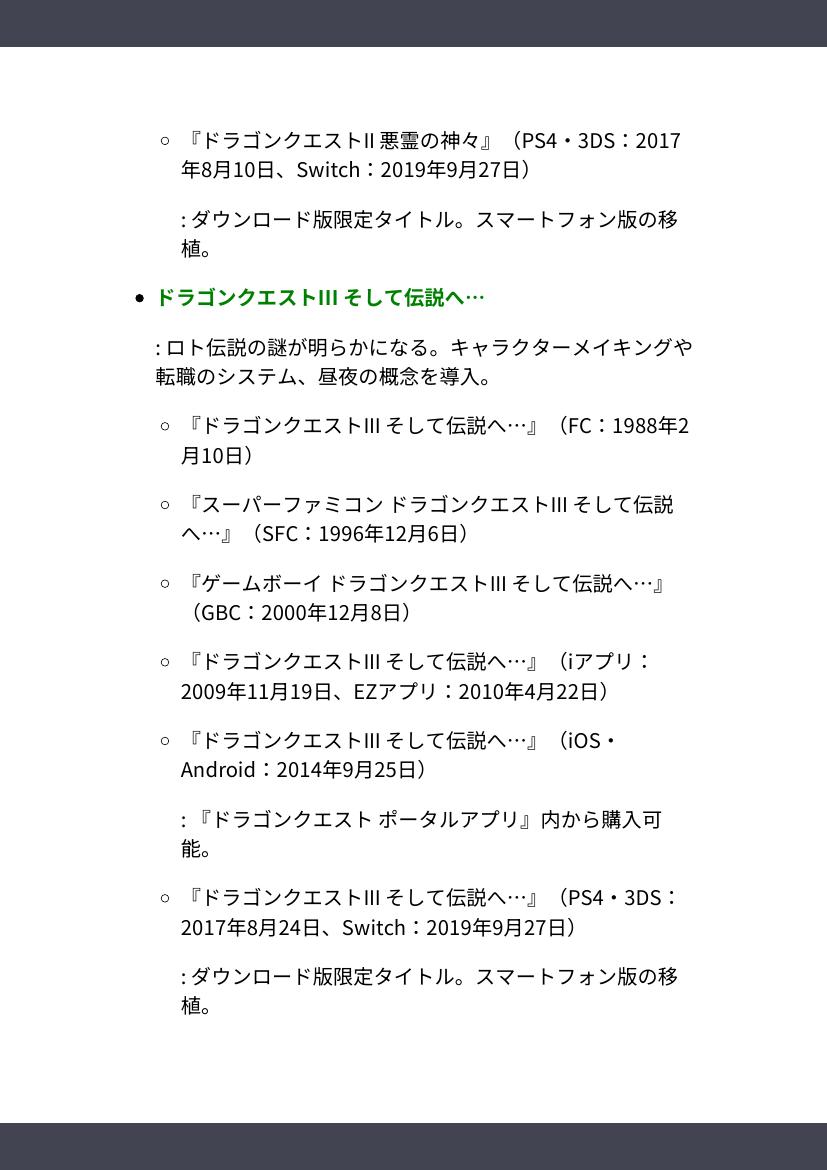 『ドラゴンクエストII 悪霊の神々』（PS4・3DS：2017
年8月10日、Switch：2019年9月27日）
: ダウンロード版限定タイトル。スマートフォン版の移
植。
ドラゴンクエストIII そして伝説へ…
: ロト伝説の謎が明らかになる。キャラクターメイキングや
転職のシステム、昼夜の概念を導入。
『ドラゴンクエストIII そして伝説へ…』（FC：1988年2
月10日）
『スーパーファミコン ドラゴンクエストIII そして伝説
へ…』（SFC：1996年12月6日）
『ゲームボーイ ドラゴンクエストIII そして伝説へ…』
（GBC：2000年12月8日）
『ドラゴンクエストIII そして伝説へ…』（iアプリ：
2009年11月19日、EZアプリ：2010年4月22日）
『ドラゴンクエストIII そして伝説へ…』（iOS・
Android：2014年9月25日）
: 『ドラゴンクエスト ポータルアプリ』内から購入可
能。
『ドラゴンクエストIII そして伝説へ…』（PS4・3DS：
2017年8月24日、Switch：2019年9月27日）
: ダウンロード版限定タイトル。スマートフォン版の移
植。